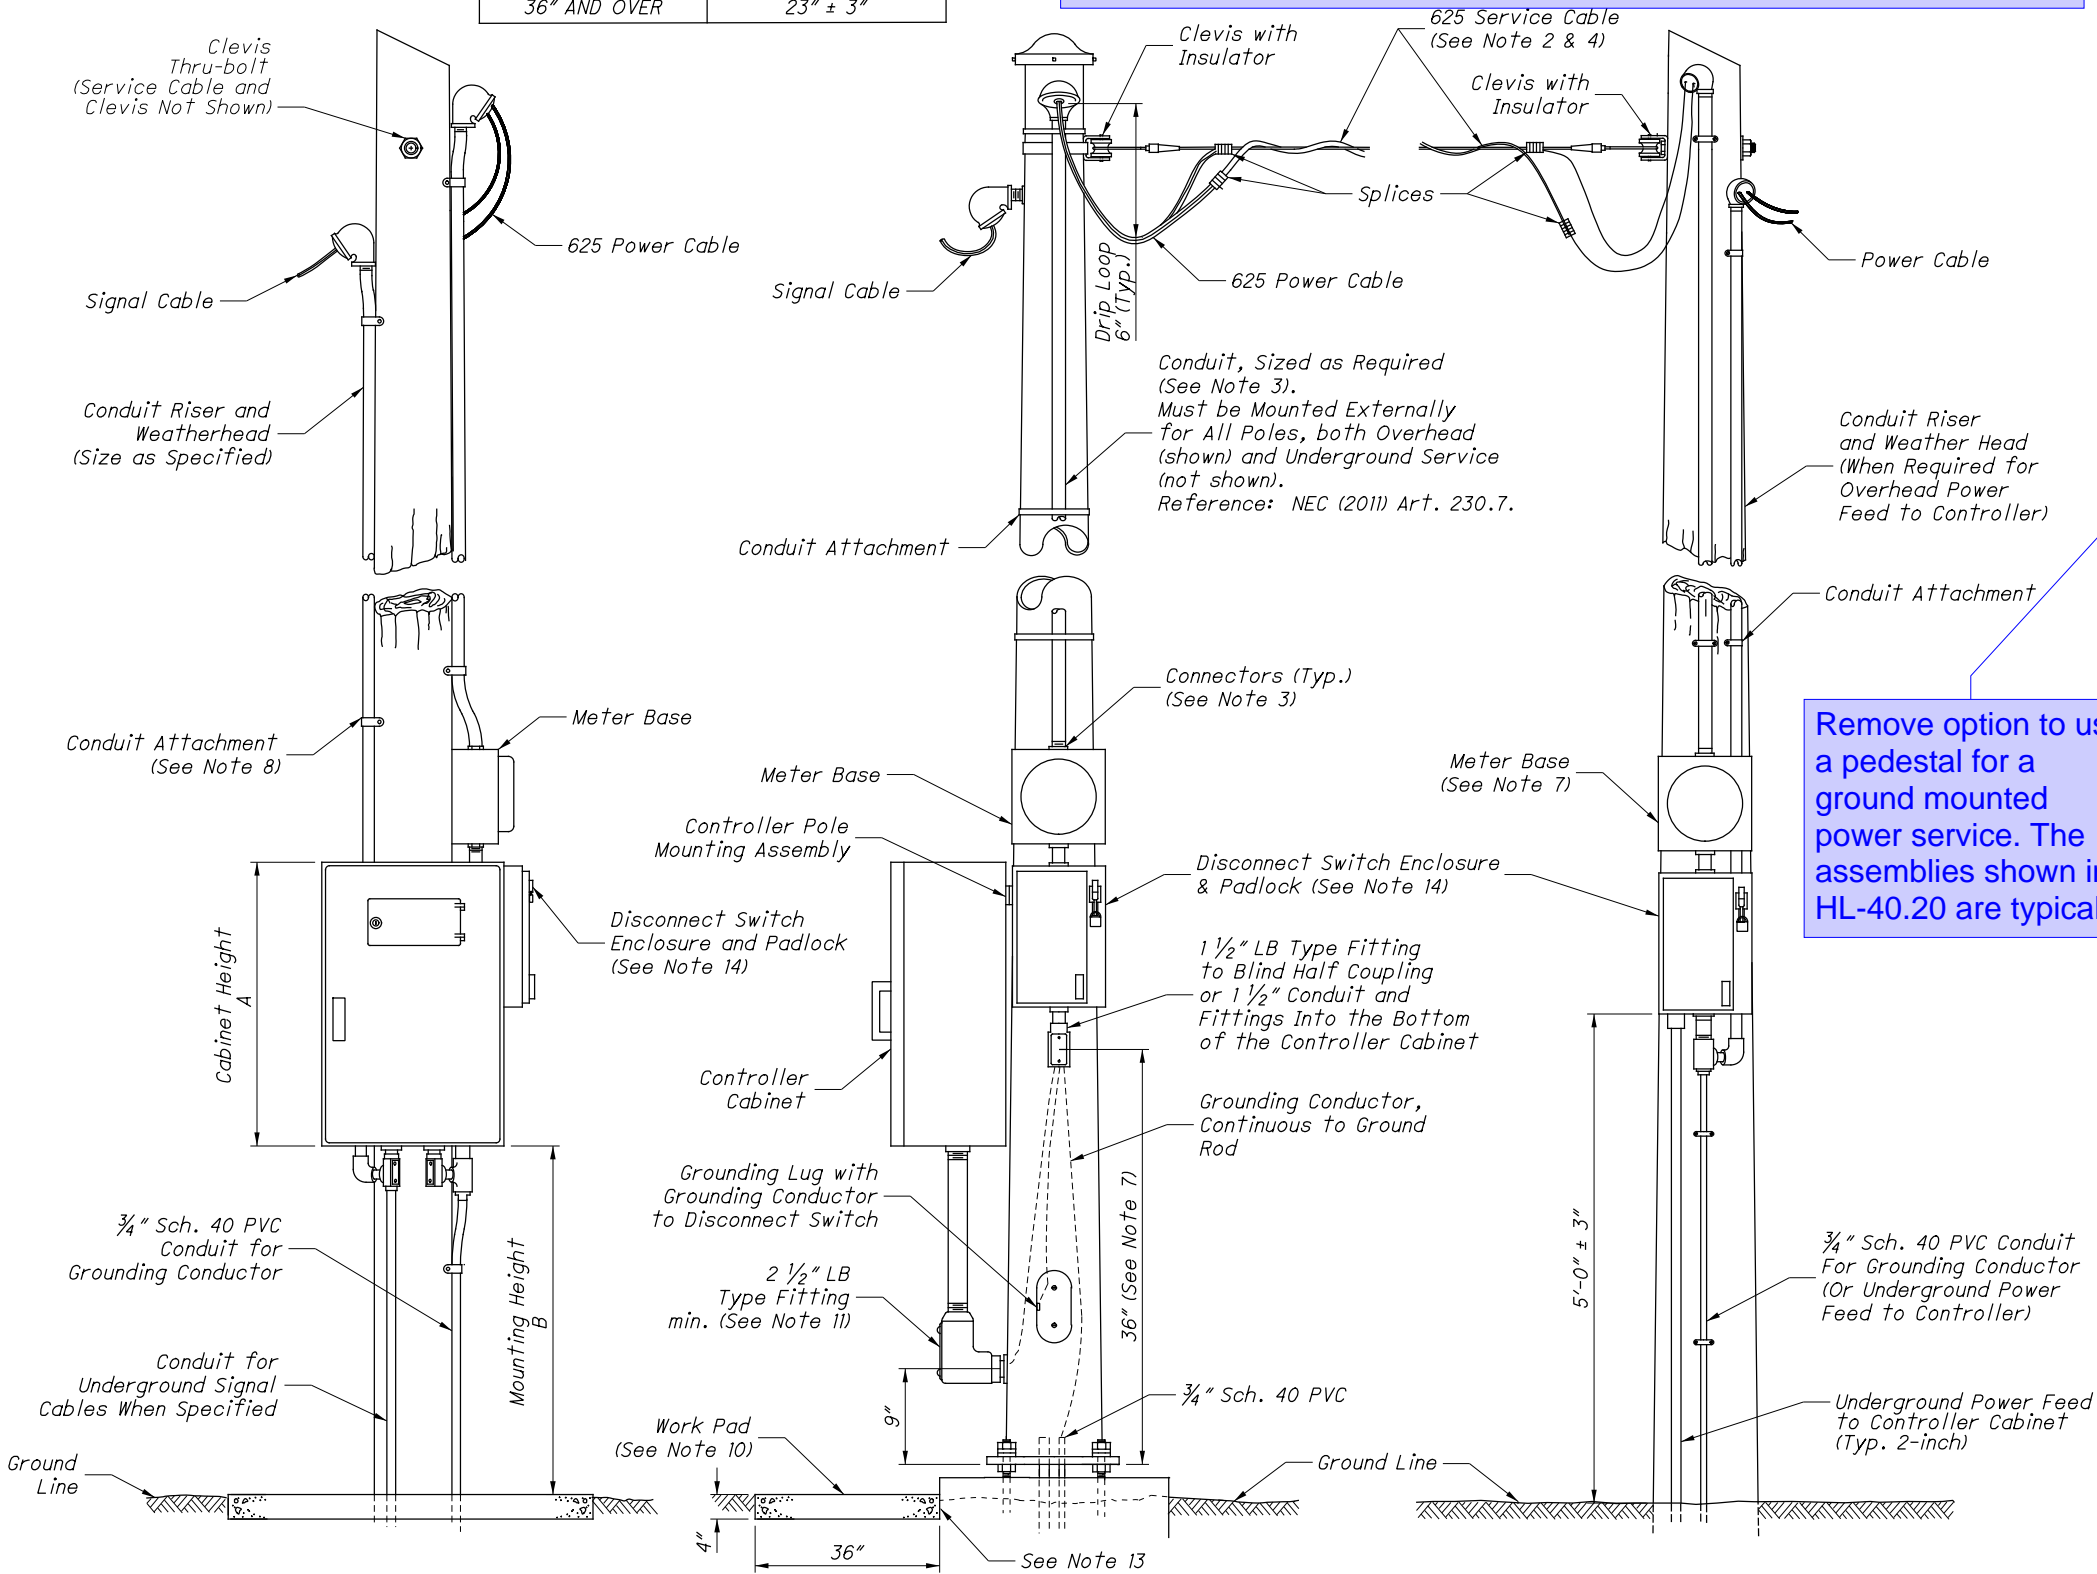 36" AND OVER
23" ± 3"
Clevis
Thru-bolt
(Service Cable and
Clevis Not Shown)
625 Power Cable
Signal Cable
Conduit Riser and
Weatherhead
(Size as Specified)
Conduit Attachment
(See Note 8)
Meter Base
Disconnect Switch
Enclosure and Padlock
(See Note 14)
Cabinet Height
A
Mounting Height
B
3/4" Sch. 40 PVC
Conduit for
Grounding Conductor
Conduit for
Underground Signal
Cables When Specified
Ground
Line
Clevis with
Insulator
625 Service Cable
(See Note 2 & 4)
Clevis with
Insulator
Splices
Signal Cable
Drip Loop
6" (Typ.)
625 Power Cable
Power Cable
Conduit, Sized as Required
(See Note 3).
Must be Mounted Externally
for All Poles, both Overhead
(shown) and Underground Service
(not shown).
Reference: NEC (2011) Art. 230.7.
Conduit Attachment
Connectors (Typ.)
(See Note 3)
Meter Base
Controller Pole
Mounting Assembly
Disconnect Switch Enclosure
& Padlock (See Note 14)
1 1/2" LB Type Fitting
to Blind Half Coupling
or 1 1/2" Conduit and
Fittings Into the Bottom
of the Controller Cabinet
Controller
Cabinet
Grounding Conductor,
Continuous to Ground
Rod
Grounding Lug with
Grounding Conductor
to Disconnect Switch
2 1/2" LB
Type Fitting
min. (See Note 11)
36" (See Note 7)
9"
3/4" Sch. 40 PVC
Work Pad
(See Note 10)
4"
36"
See Note 13
Ground Line
Conduit Riser
and Weather Head
(When Required for
Overhead Power
Feed to Controller)
Conduit Attachment
Meter Base
(See Note 7)
Remove option to us
a pedestal for a
ground mounted
power service. The
assemblies shown i
HL-40.20 are typical
5'-0" ± 3"
3/4" Sch. 40 PVC Conduit
For Grounding Conductor
(Or Underground Power
Feed to Controller)
Underground Power Feed
to Controller Cabinet
(Typ. 2-inch)